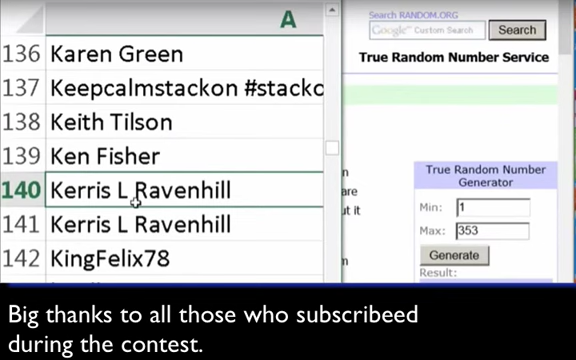 A
136 Karen Green
137 Keepcalmstackon #stackc
138 Keith Tilson
139 Ken Fisher
140 Kerris L Ravenhill
141 Kerris L Ravenhill
142 KingFelix78
Search RANDOM.ORG
Google Custom Search Search
True Random Number Service
n
are
ut it
m
True Random Number
Generator
Min: 1
Max: 353
Generate
Result:
Big thanks to all those who subscribeed
during the contest.